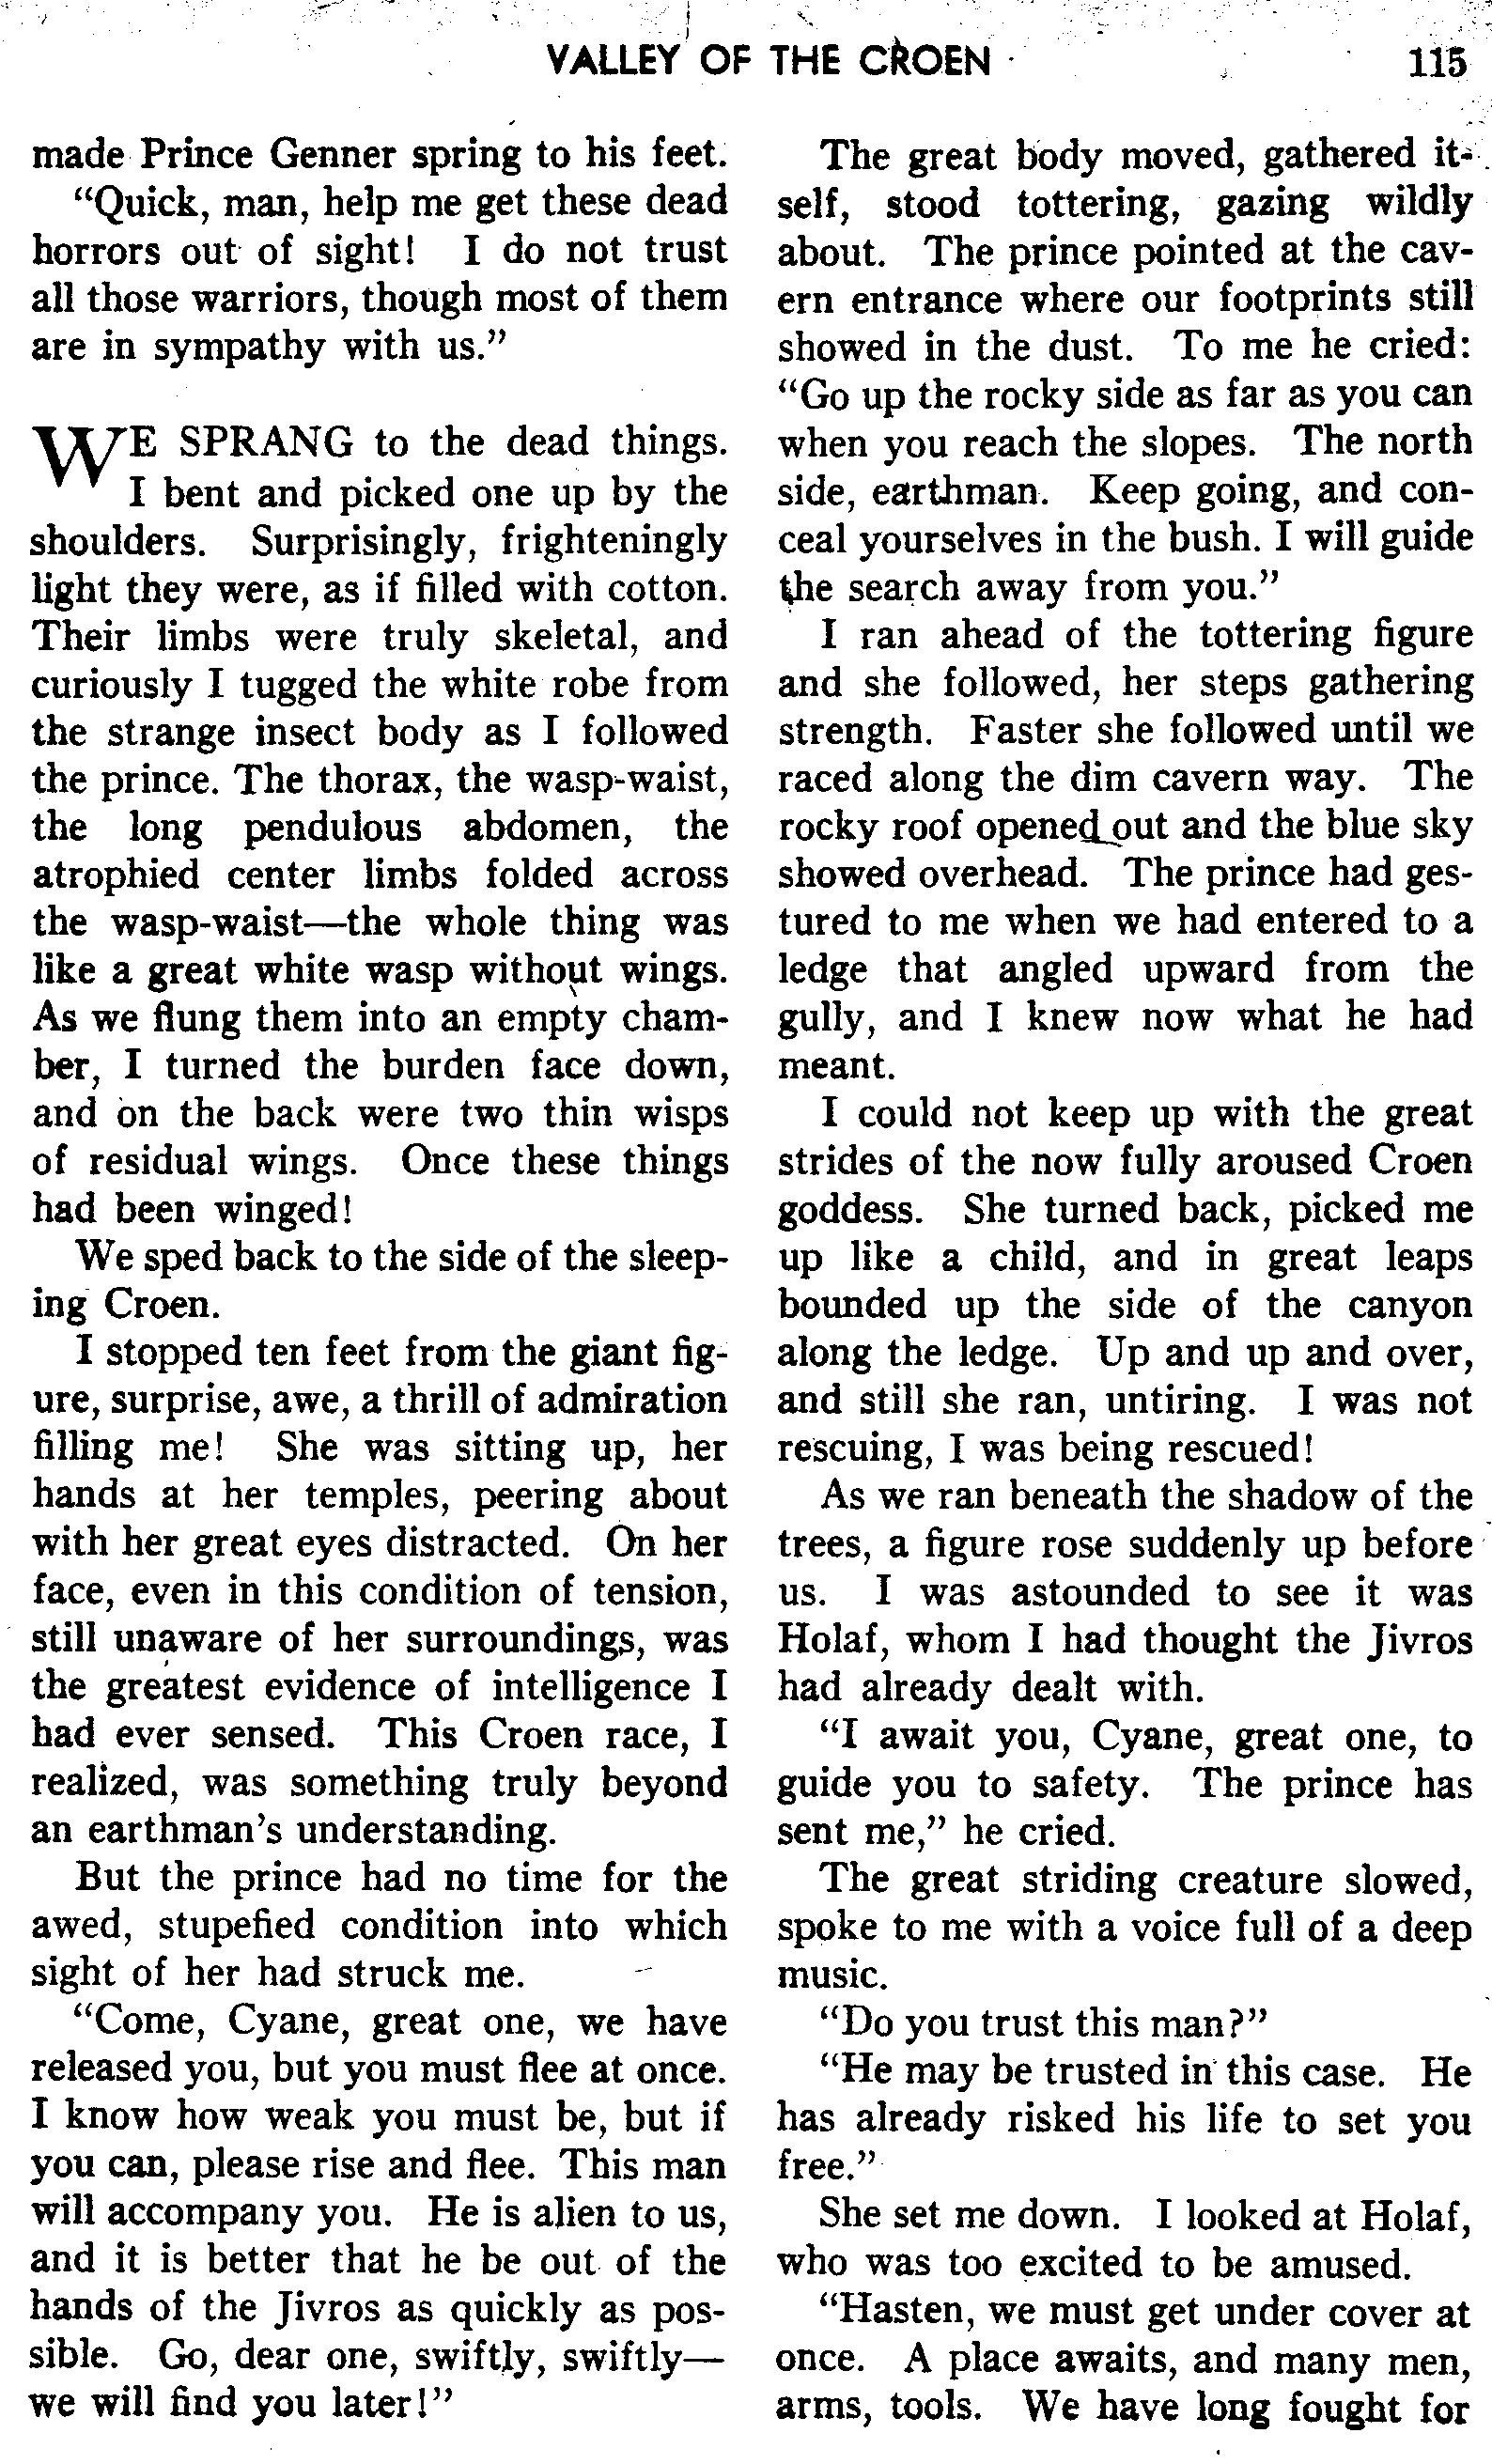 VALLEY OF THE CROEN
115
made Prince Genner spring to his feet.
"Quick, man, help me get these dead
horrors out of sight! I do not trust
all those warriors, though most of them
are in sympathy with us."
WE SPRANG to the dead things.
I bent and picked one up by the
shoulders. Surprisingly, frighteningly
light they were, as if filled with cotton.
Their limbs were truly skeletal, and
curiously I tugged the white robe from
the strange insect body as I followed
the prince. The thorax, the wasp-waist,
the long pendulous abdomen, the
atrophied center limbs folded across
the wasp-waist—the whole thing was
like a great white wasp without wings.
As we flung them into an empty cham-
ber, I turned the burden face down,
and on the back were two thin wisps
of residual wings. Once these things
had been winged!
We sped back to the side of the sleep-
ing Croen.
I stopped ten feet from the giant fig-
ure, surprise, awe, a thrill of admiration
filling me! She was sitting up, her
hands at her temples, peering about
with her great eyes distracted. On her
face, even in this condition of tension,
still unaware of her surroundings, was
the greatest evidence of intelligence I
had ever sensed. This Croen race, I
realized, was something truly beyond
an earthman's understanding.
But the prince had no time for the
awed, stupefied condition into which
sight of her had struck me.
"Come, Cyane, great one, we have
released you, but you must flee at once.
I know how weak you must be, but if
you can, please rise and flee. This man
will accompany you. He is alien to us,
and it is better that he be out of the
hands of the Jivros as quickly as pos-
sible. Go, dear one, swiftly, swiftly—
we will find you later!"
The great body moved, gathered it-
self, stood tottering, gazing wildly
about. The prince pointed at the cav-
ern entrance where our footprints still
showed in the dust. To me he cried:
"Go up the rocky side as far as you can
when you reach the slopes. The north
side, earthman. Keep going, and con-
ceal yourselves in the bush. I will guide
the search away from you."
I ran ahead of the tottering figure
and she followed, her steps gathering
strength. Faster she followed until we
raced along the dim cavern way. The
rocky roof opened out and the blue sky
showed overhead. The prince had ges-
tured to me when we had entered to a
ledge that angled upward from the
gully, and I knew now what he had
meant.
I could not keep up with the great
strides of the now fully aroused Croen
goddess. She turned back, picked me
up like a child, and in great leaps
bounded up the side of the canyon
along the ledge. Up and up and over,
and still she ran, untiring. I was not
rescuing, I was being rescued!
As we ran beneath the shadow of the
trees, a figure rose suddenly up before
us. I was astounded to see it was
Holaf, whom I had thought the Jivros
had already dealt with.
"I await you, Cyane, great one, to
guide you to safety. The prince has
sent me," he cried.
The great striding creature slowed,
spoke to me with a voice full of a deep
music.
"Do you trust this man?"
"He may be trusted in this case. He
has already risked his life to set you
free."
She set me down. I looked at Holaf,
who was too excited to be amused.
"Hasten, we must get under cover at
once. A place awaits, and many men,
arms, tools. We have long fought for